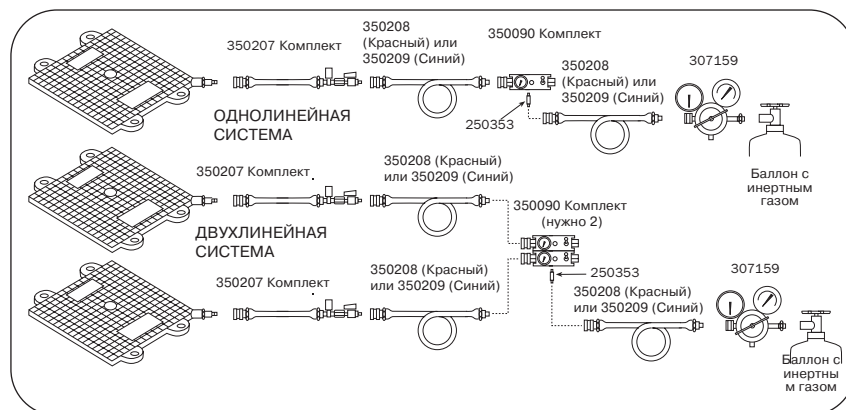 350207 Комплект
350208
(Красный) или
350209 (Синий)
350090 Комплект
350208
(Красный) или
350209 (Синий)
307159
250353
ОДНОЛИНЕЙНАЯ
СИСТЕМА
Баллон с
инертным
газом
350207 Комплект
350208 (Красный)
или 350209 (Синий)
350090 Комплект
(нужно 2)
ДВУХЛИНЕЙНАЯ
СИСТЕМА
350207 Комплект
350208 (Красный)
или 350209 (Синий)
250353
350208 (Красный)
или 350209 (Синий)
307159
Баллон с
инертны
м газом